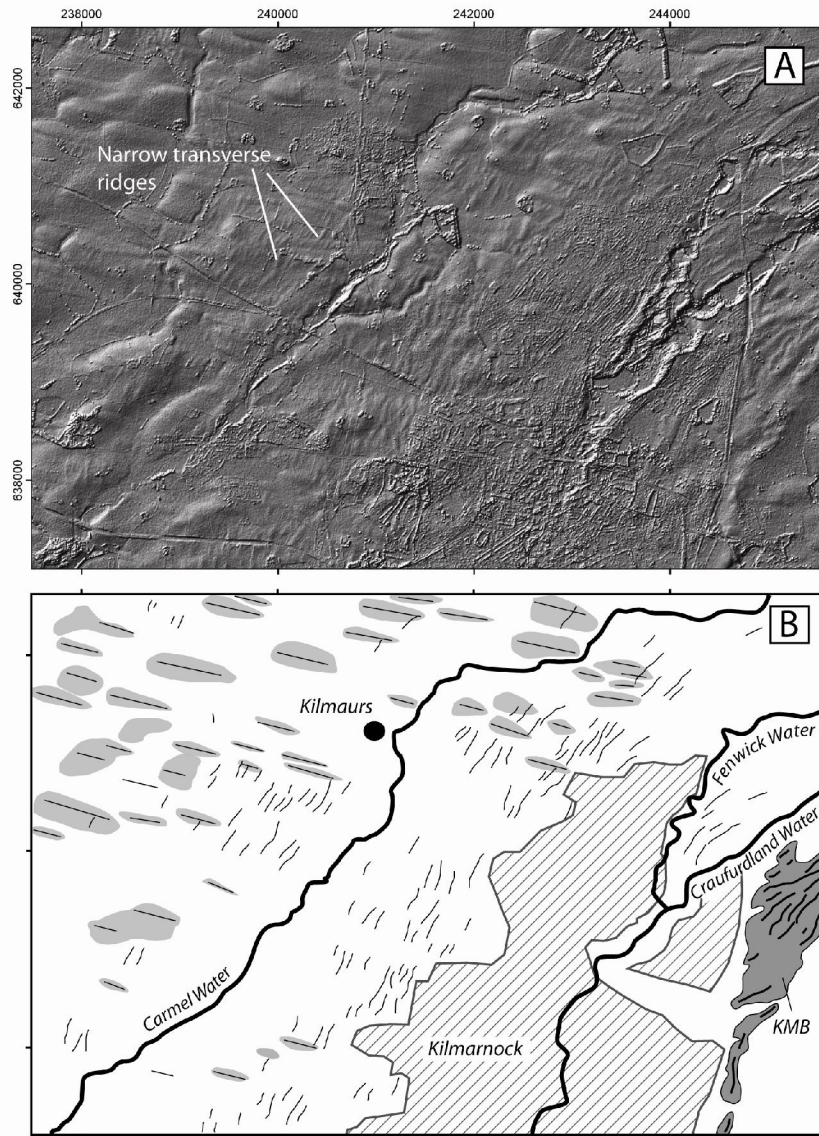 238000
240000
242000
244000
A
642000
Narrow transverse
ridges
640000
638000
B
Kilmaurs
Fenwick Water
Craufurdland Water
Carmel Water
Kilmarnock
KMB